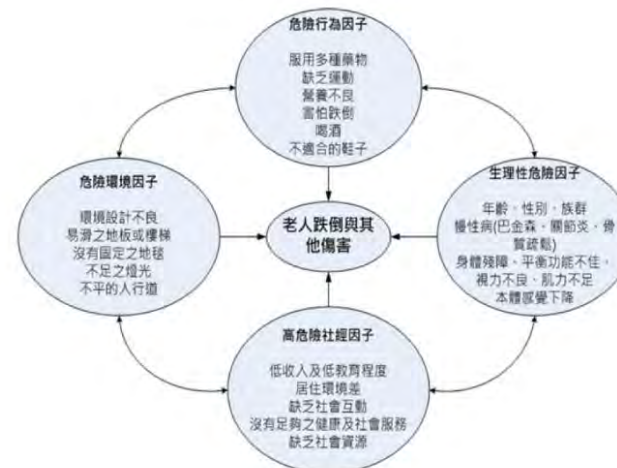 危險行為因子
服用多種藥物
缺乏運動
營養不良
害怕跌倒
喝酒
不適合的鞋子
危險環境因子
環境設計不良
易滑之地板或樓梯
沒有固定之地毯
不足之燈光
不平的人行道
老人跌倒與其
他傷害
生理性危險因子
年齡、性別、族群
慢性病(巴金森、關節炎、骨
質疏鬆)
身體殘障、平衡功能不佳、
視力不良、肌力不足
本體感覺下降
高危險社經因子
低收入及低教育程度
居住環境差
缺乏社會互動
沒有足夠之健康及社會服務
缺乏社會資源